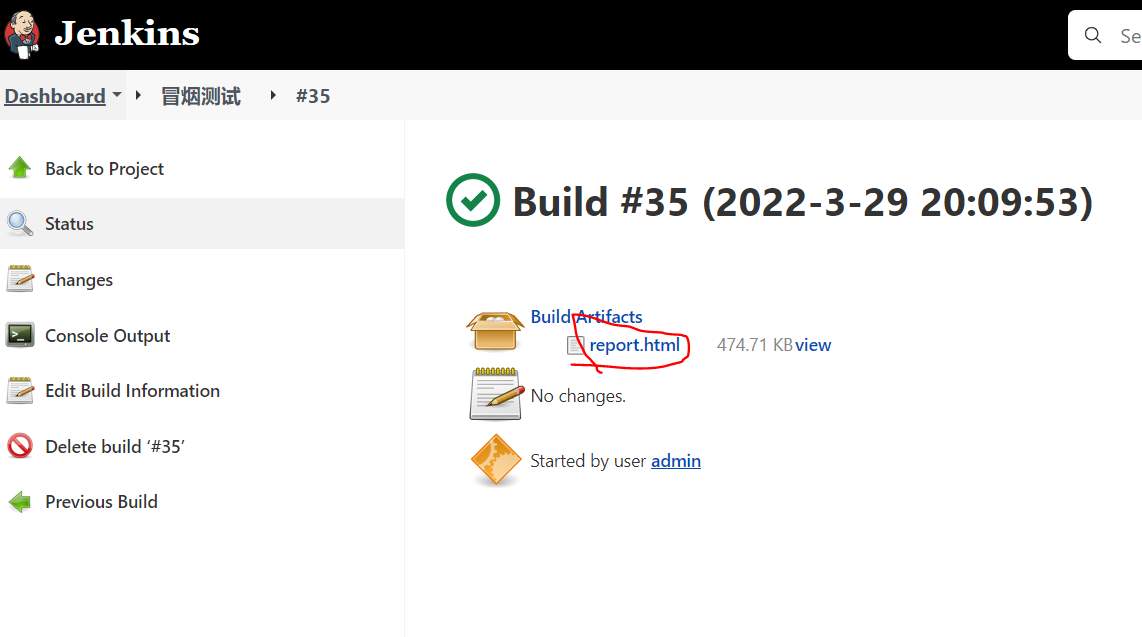 Jenkins
Se
Dashboard 冒烟测试 #35
Back to Project
Status
Changes
Console Output
Edit Build Information
Delete build ‘#35’
Previous Build
Build #35 (2022-3-29 20:09:53)
Build Artifacts
report.html 474.71 KB view
No changes.
Started by user admin